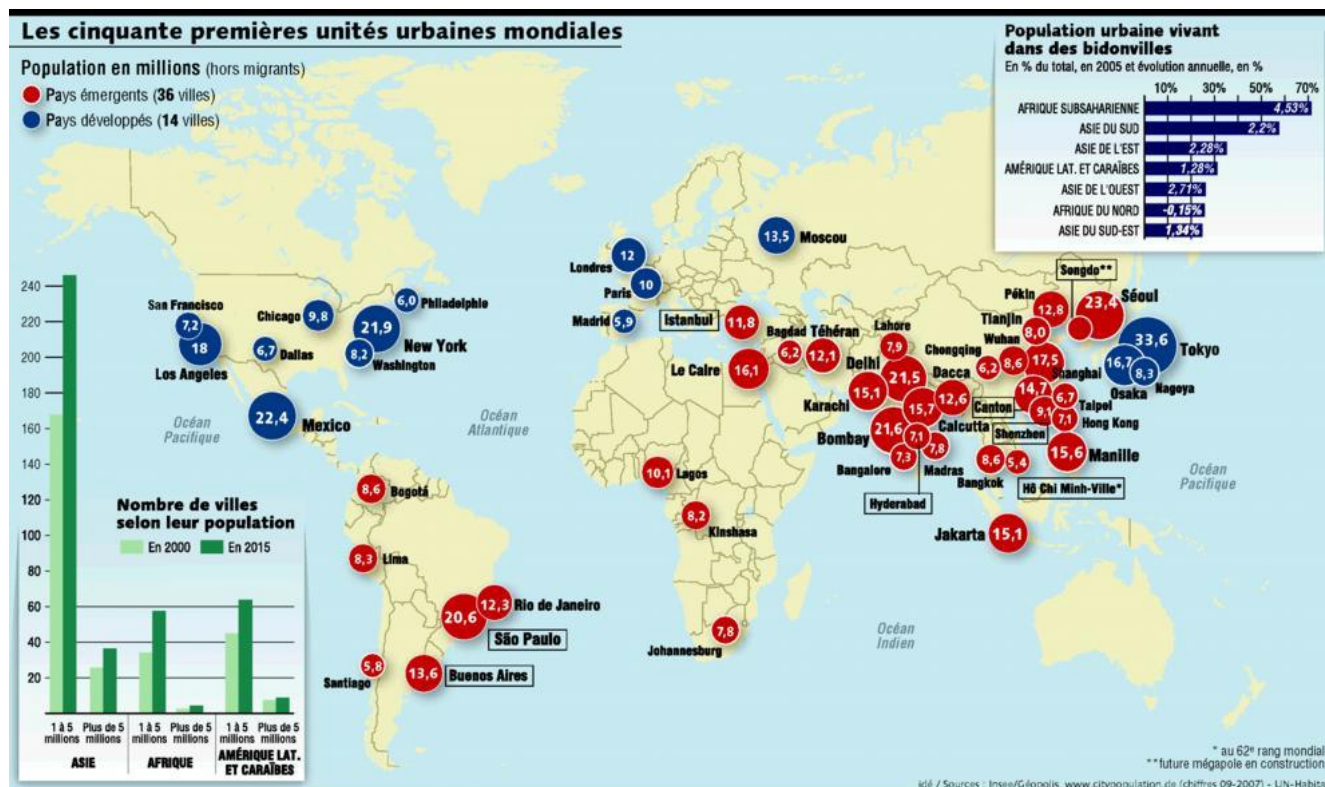 Les cinquante premières unités urbaines mondiales
Population en millions (hors migrants)
Pays émergents (36 villes)
Pays développés (14 villes)
Population urbaine vivant
dans des bidonvilles
En % du total, en 2005 et évolution annuelle, en %
10% 30% 50% 70%
AFRIQUE SUBSAHARIENNE 4,53%
ASIE DU SUD 2,2%
ASIE DE L'EST 2,28%
AMÉRIQUE LAT. ET CARAÏBES 1,28%
ASIE DE L'OUEST 2,71%
AFRIQUE DU NORD -0,15%
ASIE DU SUD-EST 1,34%
San Francisco
7,2
18
Los Angeles
Chicago
9,8
6,7
Dallas
6,0
Philadelphie
21,9
New York
8,2
Washington
22,4
Mexico
Océan
Pacifique
Océan
Atlantique
8,6
Bogotá
8,3
Lima
20,6
12,3
Rio de Janeiro
São Paulo
5,8
Santiago
13,6
Buenos Aires
12
Londres
10
Paris
Madrid
5,9
13,5
Moscou
Istanbul
11,8
Le Caire
16,1
Bagdad
6,2
Téhéran
12,1
10,1
Lagos
8,2
Kinshasa
7,8
Johannesburg
Lahore
7,9
Delhi
21,5
15,1
Karachi
Dacca
12,6
15,7
Calcutta
21,6
Bombay
7,1
7,3
Bangalore
7,8
Madras
Hyderabad
Songdo**
Pékin
12,8
23,4
Séoul
Tianjin
8,0
Wuhan
8,6
Chongqing
6,2
17,5
Shanghai
33,6
Tokyo
16,7
Osaka
8,3
Nagoya
14,7
Canton
6,7
Taipei
9,1
Shenzhen
7,1
Hong Kong
15,6
Manille
8,6
Bangkok
5,4
Hô Chi Minh-Ville*
Jakarta
15,1
Océan
Indien
Océan
Pacifique
Nombre de villes
selon leur population
En 2000 En 2015
240
220
200
180
160
140
120
100
80
60
40
20
1 à 5
millions
Plus de 5
millions
ASIE
1 à 5
millions
Plus de 5
millions
AFRIQUE
1 à 5
millions
Plus de 5
millions
AMÉRIQUE LAT.
ET CARAÏBES
* au 62e rang mondial
**future mégapole en construction
idé / Sources : Insee/Géopolis, www.citypopulation.de (chiffres 09-2007) - UN-Habita